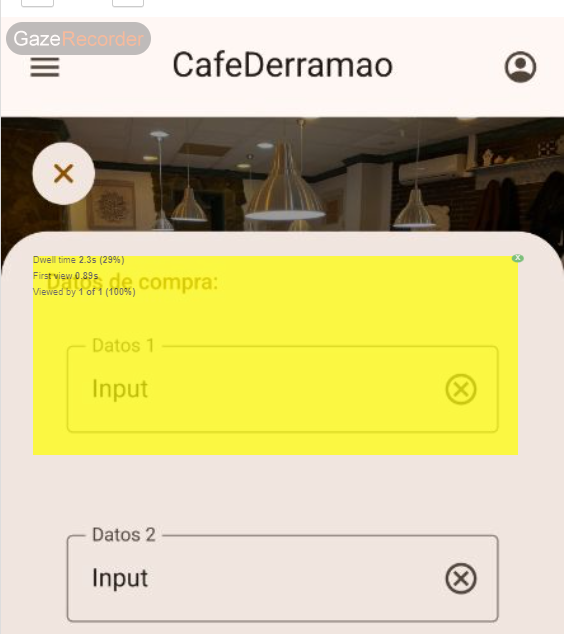 GazeRecorder
CafeDerramao
Dwell time 2.3s (29%)
First view 0.89s
Datos de compra:
Viewed by 1 of 1 (100%)
Datos 1
Input
Datos 2
Input